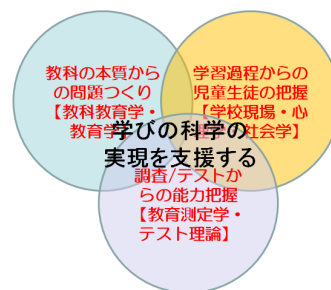 教科の本質から
の問題つくり
【教科教育学・
教育学】
学習過程からの
児童生徒の把握
【学校現場・心
社会学】
学びの科学の
実現を支援する
調査/テストか
らの能力把握
【教育測定学・
テスト理論】